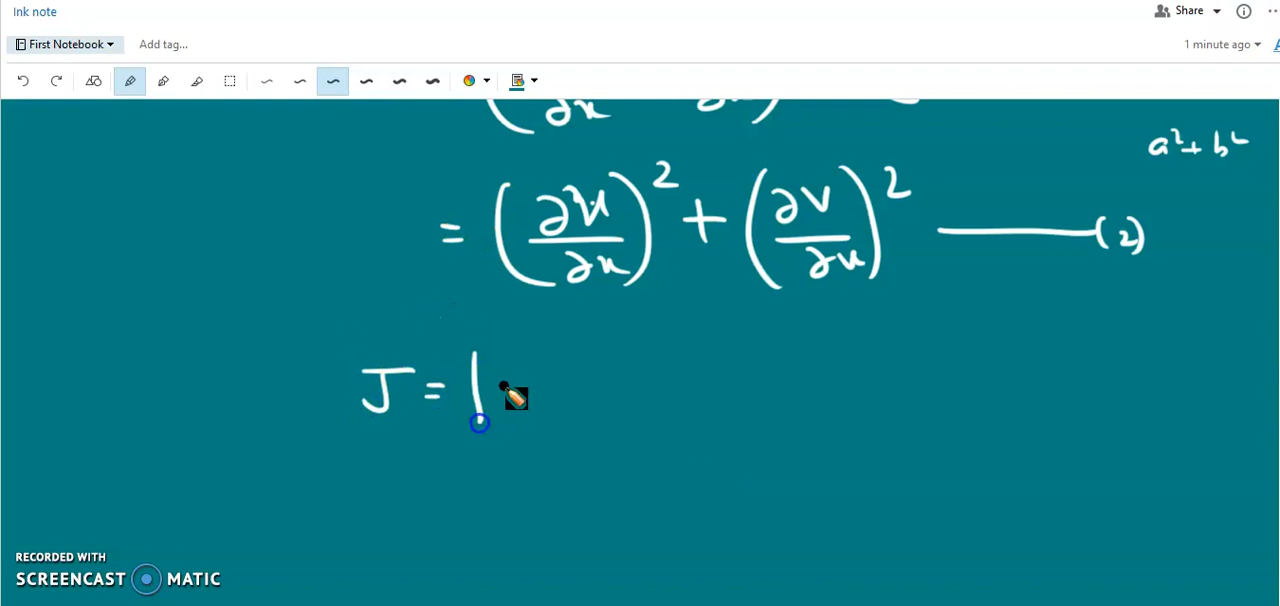 Ink note
Share
First Notebook
Add tag...
1 minute ago
(∂x ∂x)
a²+b²
= (∂u/∂x)² + (∂v/∂x)² ———(2)
J = |
RECORDED WITH
SCREENCAST MATIC